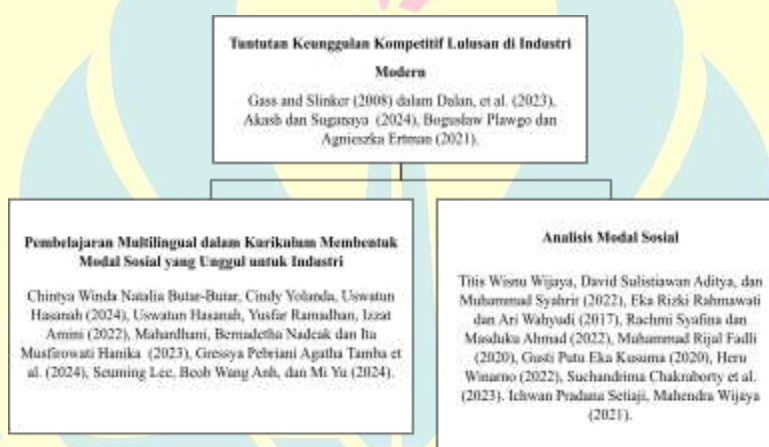 Tuntutan Keunggulan Kompetitif Lulusan di Industri
Modern
Gass and Slinker (2008) dalam Dalan, et al. (2023),
Akash dan Suganaya (2024), Bogusław Plawgo dan
Agnieszka Ertman (2021).
Pembelajaran Multilingual dalam Kurikulum Membentuk
Modal Sosial yang Unggul untuk Industri
Chintya Winda Natalia Butar-Butar, Cindy Yolanda, Uswatun
Hasanah (2024), Uswatun Hasanah, Yusfar Ramadhan, Izzat
Amini (2022), Mahardhani, Bernadetha Nadeak dan Ita
Musfirowati Hanika (2023), Gressya Pebriani Agatha Tamba et
al. (2024), Seuming Lee, Beob Wang Anh, dan Mi Yu (2024).
Analisis Modal Sosial
Titis Wisnu Wijaya, David Sulistiawan Aditya, dan
Muhammad Syahrir (2022), Eka Rizki Rahmawati
dan Ari Wahyudi (2017), Rachmi Syafina dan
Masduku Ahmad (2022), Muhammad Rijal Fadli
(2020), Gusti Putu Eka Kusuma (2020), Heru
Winarno (2022), Suchandrima Chakraborty et al.
(2023). Ichwan Pradana Setiaji, Mahendra Wijaya
(2021).